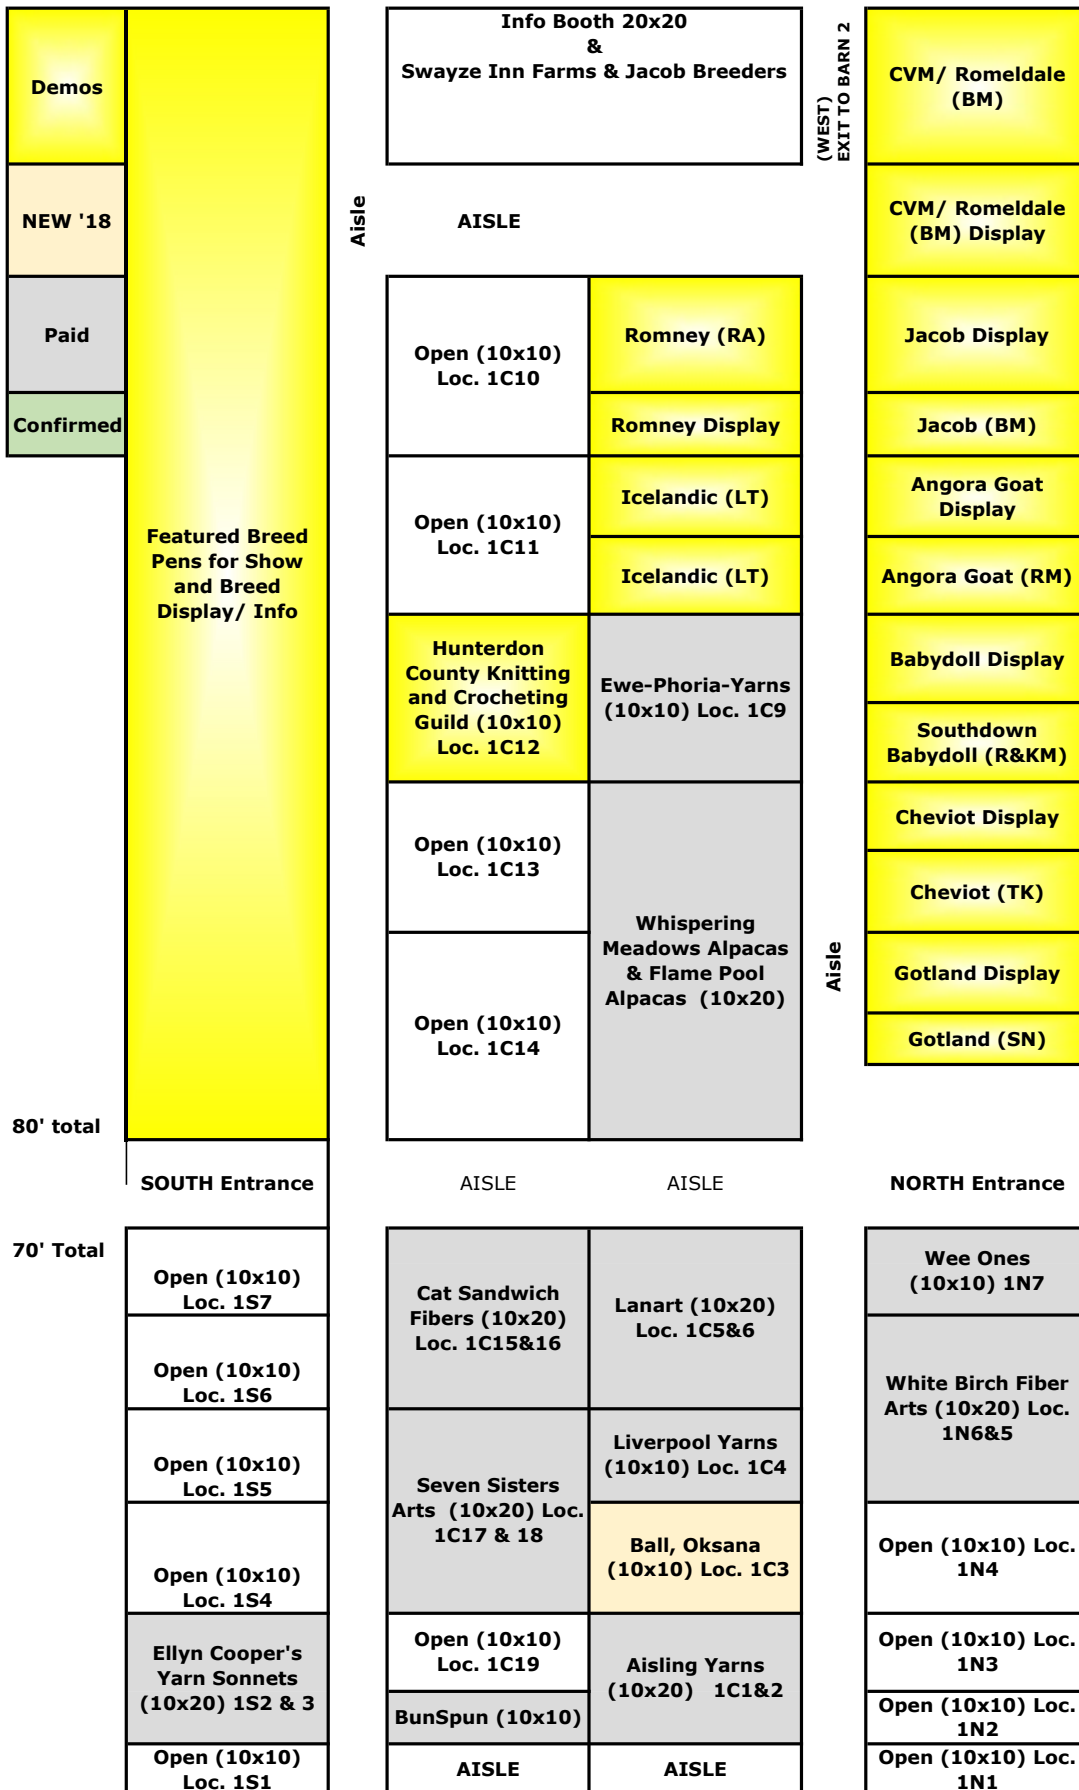 Demos
NEW '18
Paid
Confirmed
80' total
70' Total
Featured Breed
Pens for Show
and Breed
Display/ Info
SOUTH Entrance
Open (10x10)
Loc. 1S7
Open (10x10)
Loc. 1S6
Open (10x10)
Loc. 1S5
Open (10x10)
Loc. 1S4
Ellyn Cooper's
Yarn Sonnets
(10x20) 1S2 & 3
Open (10x10)
Loc. 1S1
Aisle
Info Booth 20x20
&
Swayze Inn Farms & Jacob Breeders
AISLE
Open (10x10)
Loc. 1C10
Open (10x10)
Loc. 1C11
Hunterdon
County Knitting
and Crocheting
Guild (10x10)
Loc. 1C12
Open (10x10)
Loc. 1C13
Open (10x10)
Loc. 1C14
AISLE
Cat Sandwich
Fibers (10x20)
Loc. 1C15&16
Seven Sisters
Arts (10x20) Loc.
1C17 & 18
Open (10x10)
Loc. 1C19
BunSpun (10x10)
AISLE
Romney (RA)
Romney Display
Icelandic (LT)
Icelandic (LT)
Ewe-Phoria-Yarns
(10x10) Loc. 1C9
Whispering
Meadows Alpacas
& Flame Pool
Alpacas (10x20)
AISLE
Lanart (10x20)
Loc. 1C5&6
Liverpool Yarns
(10x10) Loc. 1C4
Ball, Oksana
(10x10) Loc. 1C3
Aisling Yarns
(10x20) 1C1&2
AISLE
(WEST)
EXIT TO BARN 2
Aisle
CVM/ Romeldale
(BM)
CVM/ Romeldale
(BM) Display
Jacob Display
Jacob (BM)
Angora Goat
Display
Angora Goat (RM)
Babydoll Display
Southdown
Babydoll (R&KM)
Cheviot Display
Cheviot (TK)
Gotland Display
Gotland (SN)
NORTH Entrance
Wee Ones
(10x10) 1N7
White Birch Fiber
Arts (10x20) Loc.
1N6&5
Open (10x10) Loc.
1N4
Open (10x10) Loc.
1N3
Open (10x10) Loc.
1N2
Open (10x10) Loc.
1N1